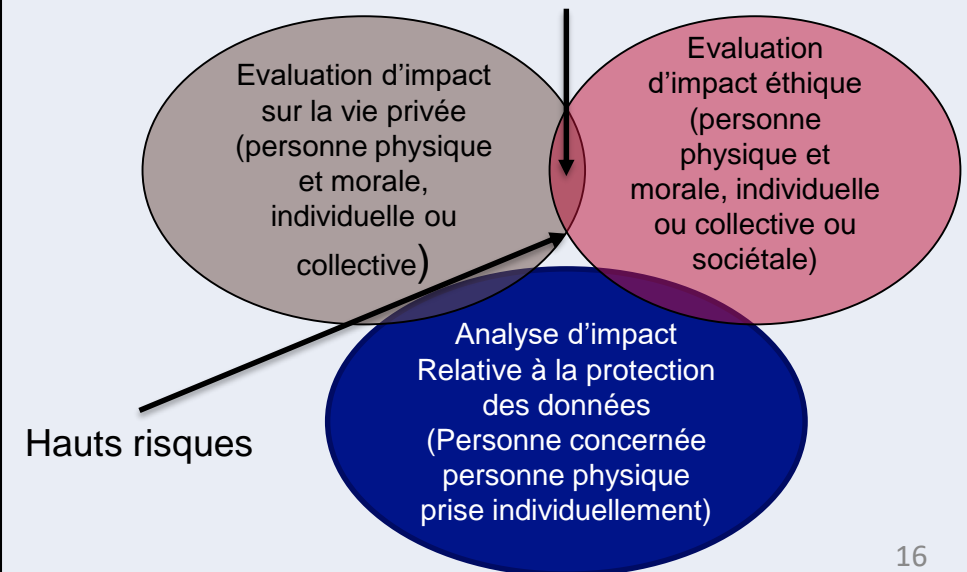 Evaluation d’impact
sur la vie privée
(personne physique
et morale,
individuelle ou
collective)
Evaluation
d’impact éthique
(personne
physique et
morale, individuelle
ou collective ou
sociétale)
Analyse d’impact
Relative à la protection
des données
(Personne concernée
personne physique
prise individuellement)
Hauts risques
16